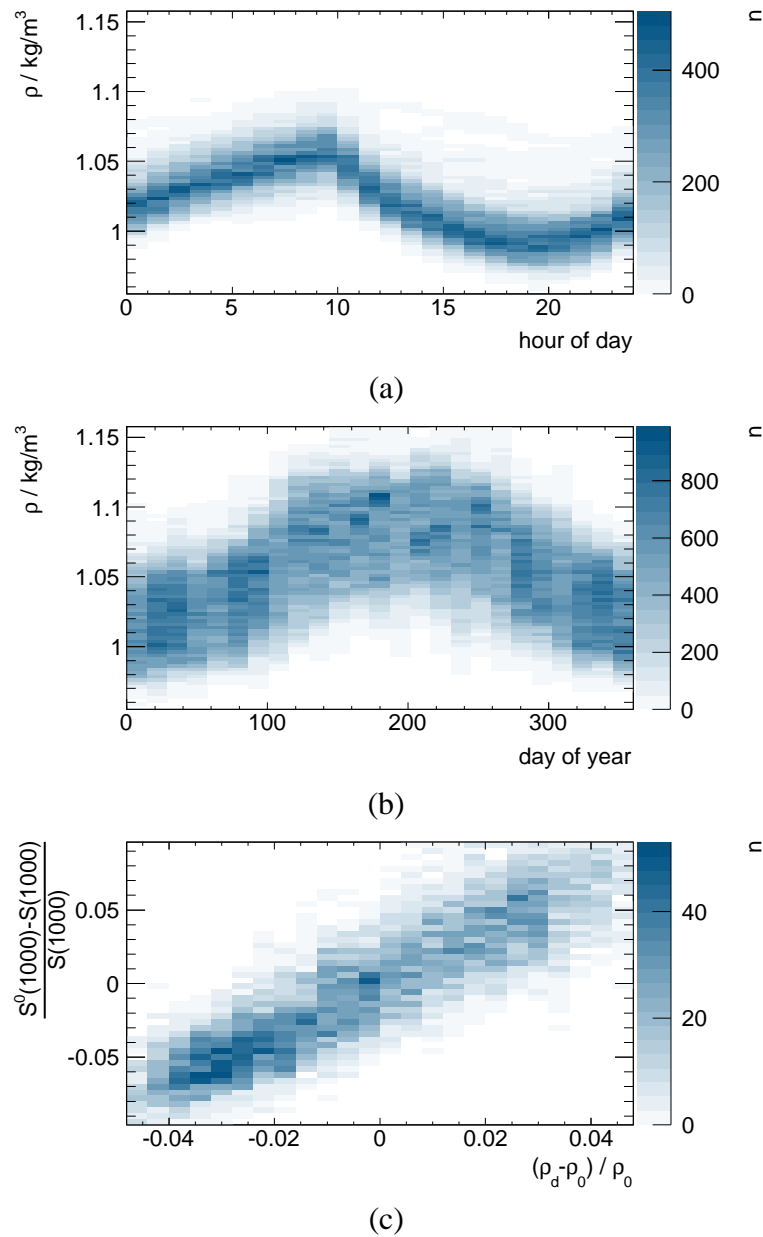 1.15
1.1
1.05
1
ρ / kg/m³
0 5 10 15 20
hour of day
n
400
200
0
(a)
1.15
1.1
1.05
1
ρ / kg/m³
0 100 200 300
day of year
n
800
600
400
200
0
(b)
0.05
0
-0.05
S⁰(1000)-S(1000)
S(1000)
-0.04 -0.02 0 0.02 0.04
(ρd-ρ0) / ρ0
n
40
20
0
(c)